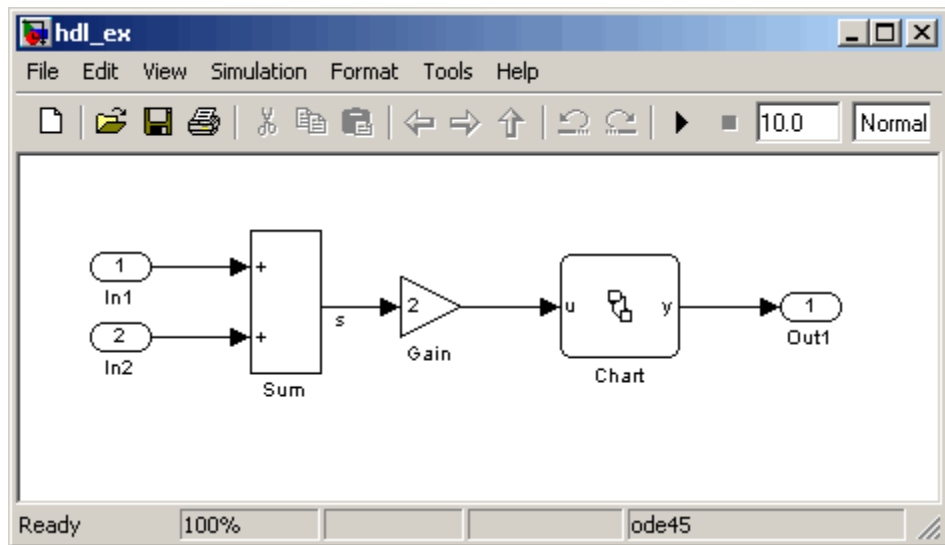 hdl_ex
File Edit View Simulation Format Tools Help
10.0 Normal
1
In1
2
In2
+
+
Sum
s
2
Gain
u y
Chart
1
Out1
Ready 100% ode45